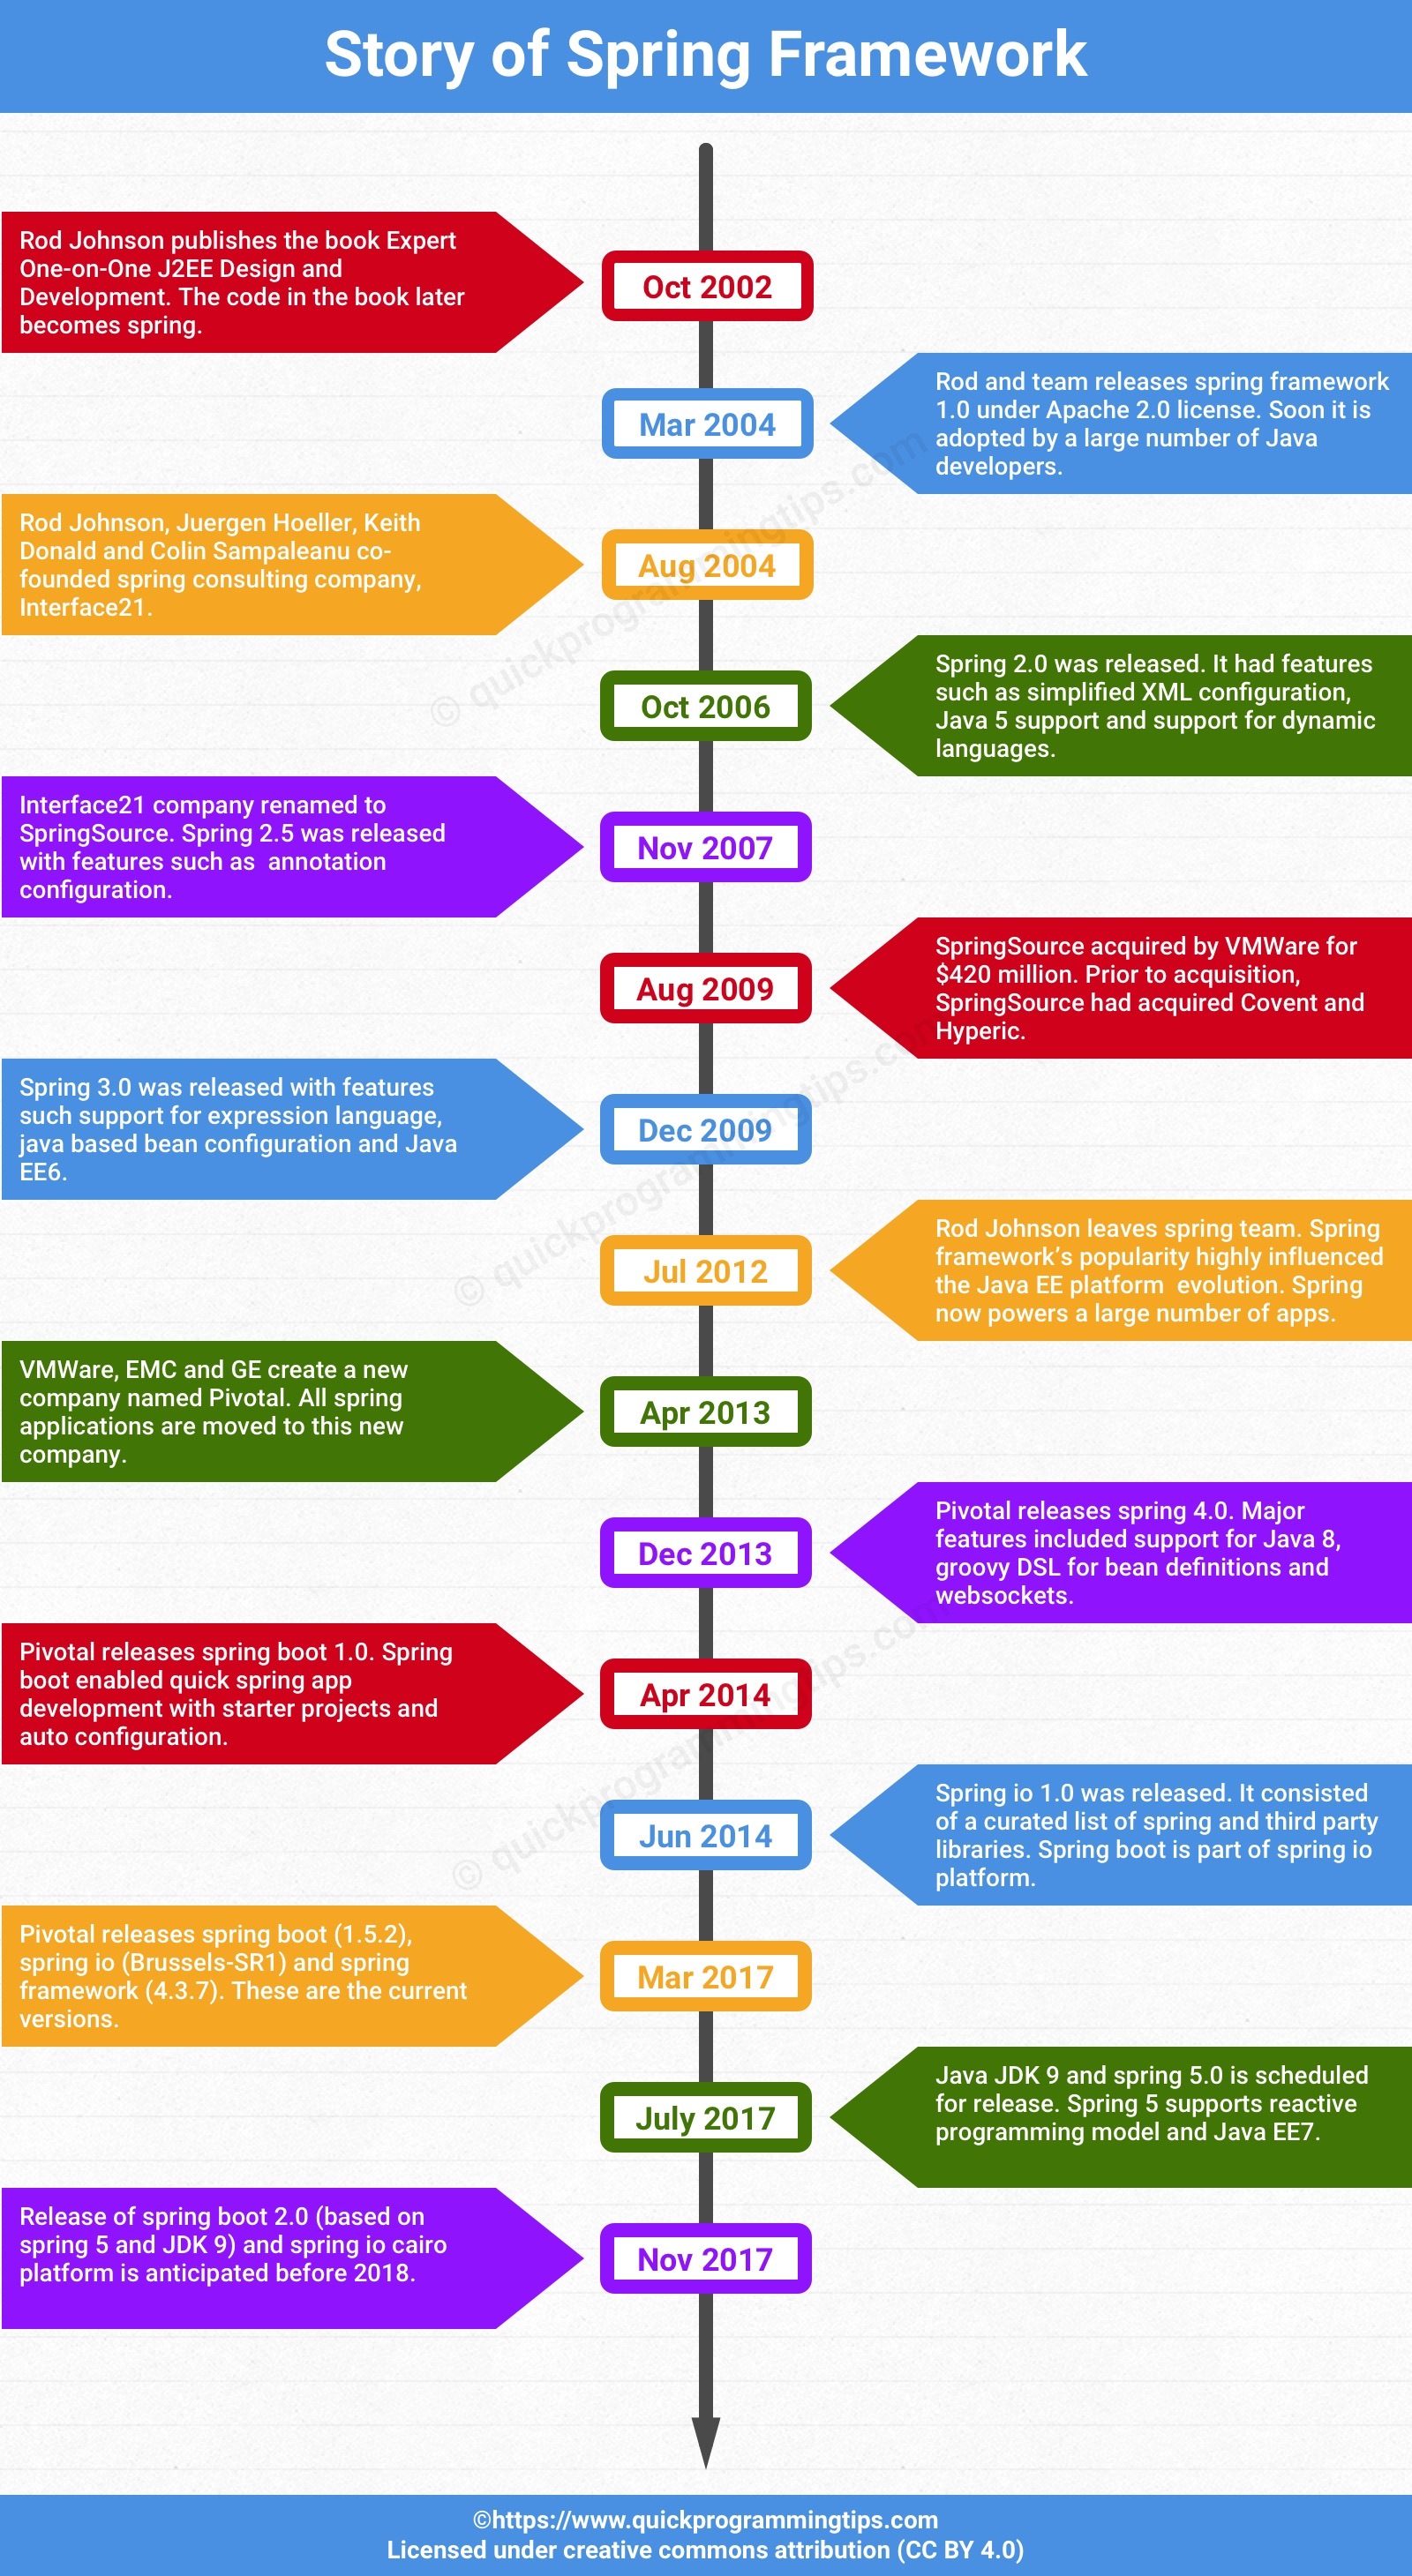 Story of Spring Framework
Rod Johnson publishes the book Expert
One-on-One J2EE Design and
Development. The code in the book later
becomes spring.
Oct 2002
Mar 2004
Rod and team releases spring framework
1.0 under Apache 2.0 license. Soon it is
adopted by a large number of Java
developers.
Rod Johnson, Juergen Hoeller, Keith
Donald and Colin Sampaleanu co-
founded spring consulting company,
Interface21.
Aug 2004
© quickprogrammingtips.com
Oct 2006
Spring 2.0 was released. It had features
such as simplified XML configuration,
Java 5 support and support for dynamic
languages.
Interface21 company renamed to
SpringSource. Spring 2.5 was released
with features such as  annotation
configuration.
Nov 2007
Aug 2009
SpringSource acquired by VMWare for
$420 million. Prior to acquisition,
SpringSource had acquired Covent and
Hyperic.
Spring 3.0 was released with features
such support for expression language,
java based bean configuration and Java
EE6.
Dec 2009
© quickprogrammingtips.com
Jul 2012
Rod Johnson leaves spring team. Spring
framework’s popularity highly influenced
the Java EE platform  evolution. Spring
now powers a large number of apps.
VMWare, EMC and GE create a new
company named Pivotal. All spring
applications are moved to this new
company.
Apr 2013
Dec 2013
Pivotal releases spring 4.0. Major
features included support for Java 8,
groovy DSL for bean definitions and
websockets.
Pivotal releases spring boot 1.0. Spring
boot enabled quick spring app
development with starter projects and
auto configuration.
Apr 2014
© quickprogrammingtips.com
Jun 2014
Spring io 1.0 was released. It consisted
of a curated list of spring and third party
libraries. Spring boot is part of spring io
platform.
Pivotal releases spring boot (1.5.2),
spring io (Brussels-SR1) and spring
framework (4.3.7). These are the current
versions.
Mar 2017
July 2017
Java JDK 9 and spring 5.0 is scheduled
for release. Spring 5 supports reactive
programming model and Java EE7.
Release of spring boot 2.0 (based on
spring 5 and JDK 9) and spring io cairo
platform is anticipated before 2018.
Nov 2017
©https://www.quickprogrammingtips.com
Licensed under creative commons attribution (CC BY 4.0)